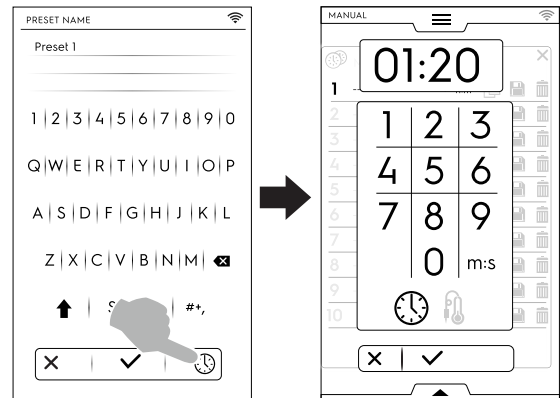 PRESET NAME
Preset 1
1 2 3 4 5 6 7 8 9 0
Q W E R T Y U I O P
A S D F G H J K L
Z X C V B N M
#+,
MANUAL
01:20
1
2
3
4
5
6
7
8
9
10
1 2 3
4 5 6
7 8 9
0 m:s